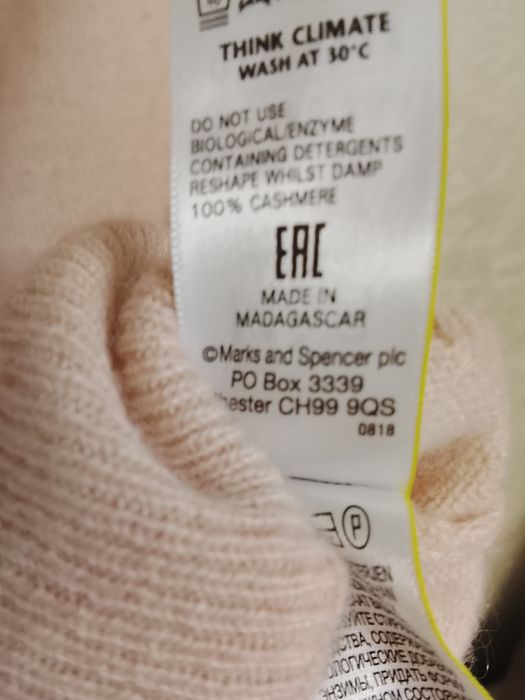 THINK CLIMATE
WASH AT 30°C
DO NOT USE
BIOLOGICAL/ENZYME
CONTAINING DETERGENTS
RESHAPE WHILST DAMP
100% CASHMERE
EAC
MADE IN
MADAGASCAR
©Marks and Spencer plc
PO Box 3339
hester CH99 9QS
0818
P